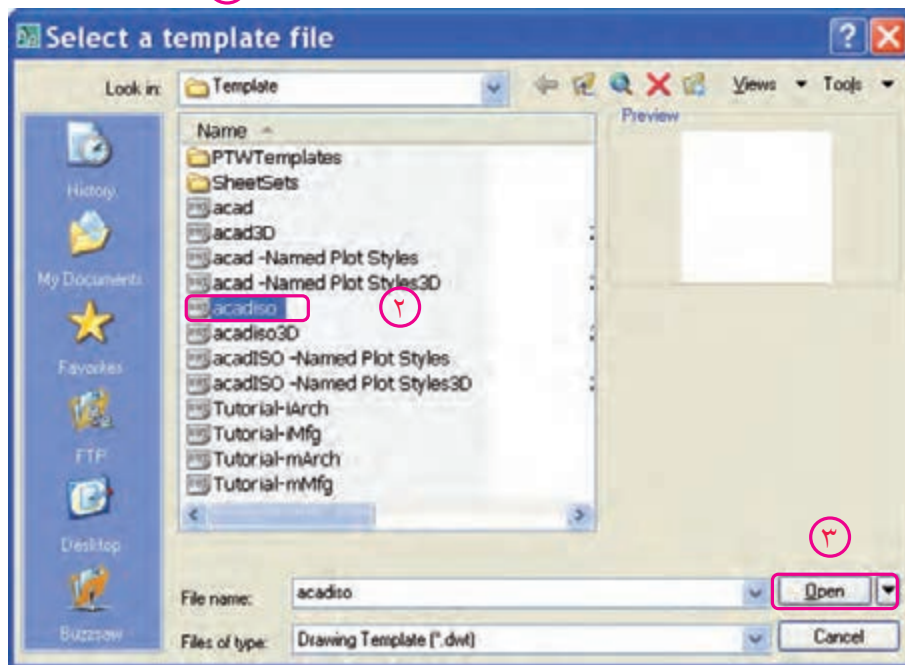 Select a template file
Look in: Template Views Tools
Name Preview
PTWTemplates
SheetSets
acad
acad3D
acad -Named Plot Styles
acad -Named Plot Styles3D
acadiso ۲
acadiso3D
acadISO -Named Plot Styles
acadISO -Named Plot Styles3D
Tutorial-iArch
Tutorial-iMfg
Tutorial-mArch
Tutorial-mMfg
History
My Documents
Favorites
FTP
Desktop
Buzzsaw
۳
File name: acadiso Open
Files of type: Drawing Template (*.dwt) Cancel